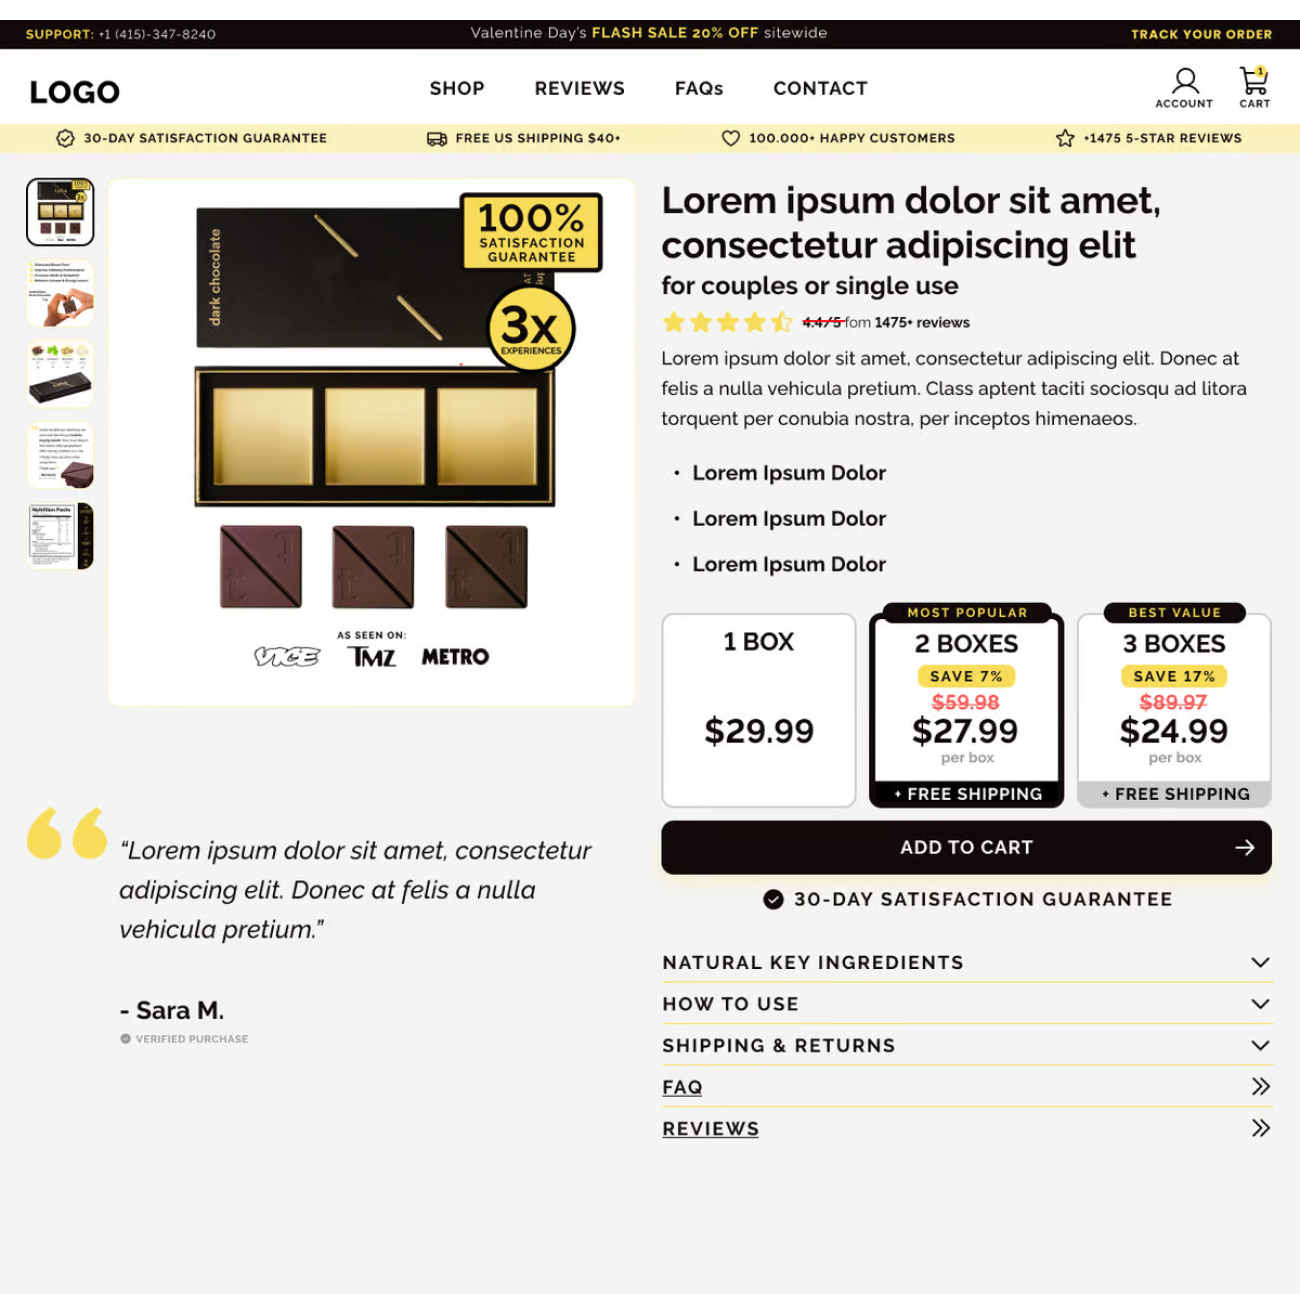 SUPPORT: +1 (415)-347-8240
Valentine Day's FLASH SALE 20% OFF sitewide
TRACK YOUR ORDER
LOGO
SHOP
REVIEWS
FAQs
CONTACT
ACCOUNT
1
CART
30-DAY SATISFACTION GUARANTEE
FREE US SHIPPING $40+
100.000+ HAPPY CUSTOMERS
+1475 5-STAR REVIEWS
Nutrition Facts
dark chocolate
100%
SATISFACTION
GUARANTEE
3x
EXPERIENCES
AS SEEN ON:
VICE
TMZ
METRO
Lorem ipsum dolor sit amet,
consectetur adipiscing elit
for couples or single use
4.4/5 fom 1475+ reviews
Lorem ipsum dolor sit amet, consectetur adipiscing elit. Donec at
felis a nulla vehicula pretium. Class aptent taciti sociosqu ad litora
torquent per conubia nostra, per inceptos himenaeos.
• Lorem Ipsum Dolor
• Lorem Ipsum Dolor
• Lorem Ipsum Dolor
1 BOX
$29.99
MOST POPULAR
2 BOXES
SAVE 7%
$59.98
$27.99
per box
+ FREE SHIPPING
BEST VALUE
3 BOXES
SAVE 17%
$89.97
$24.99
per box
+ FREE SHIPPING
ADD TO CART
30-DAY SATISFACTION GUARANTEE
“Lorem ipsum dolor sit amet, consectetur
adipiscing elit. Donec at felis a nulla
vehicula pretium.”
- Sara M.
VERIFIED PURCHASE
NATURAL KEY INGREDIENTS
HOW TO USE
SHIPPING & RETURNS
FAQ
REVIEWS